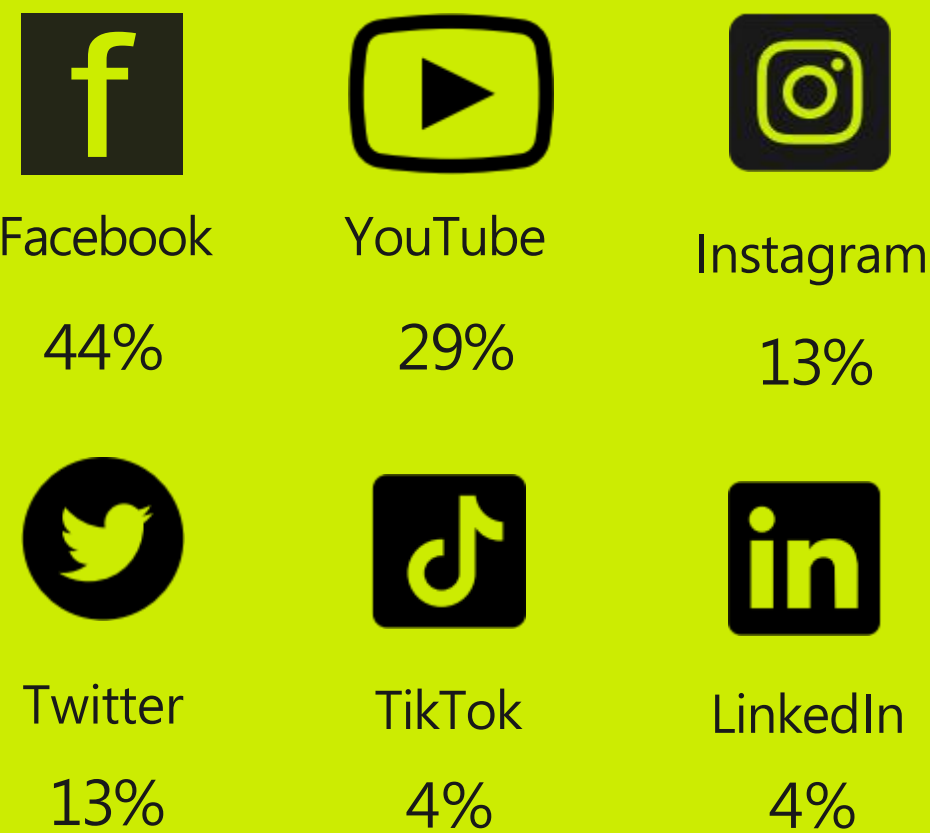 Facebook
44%
YouTube
29%
Instagram
13%
Twitter
13%
TikTok
4%
LinkedIn
4%